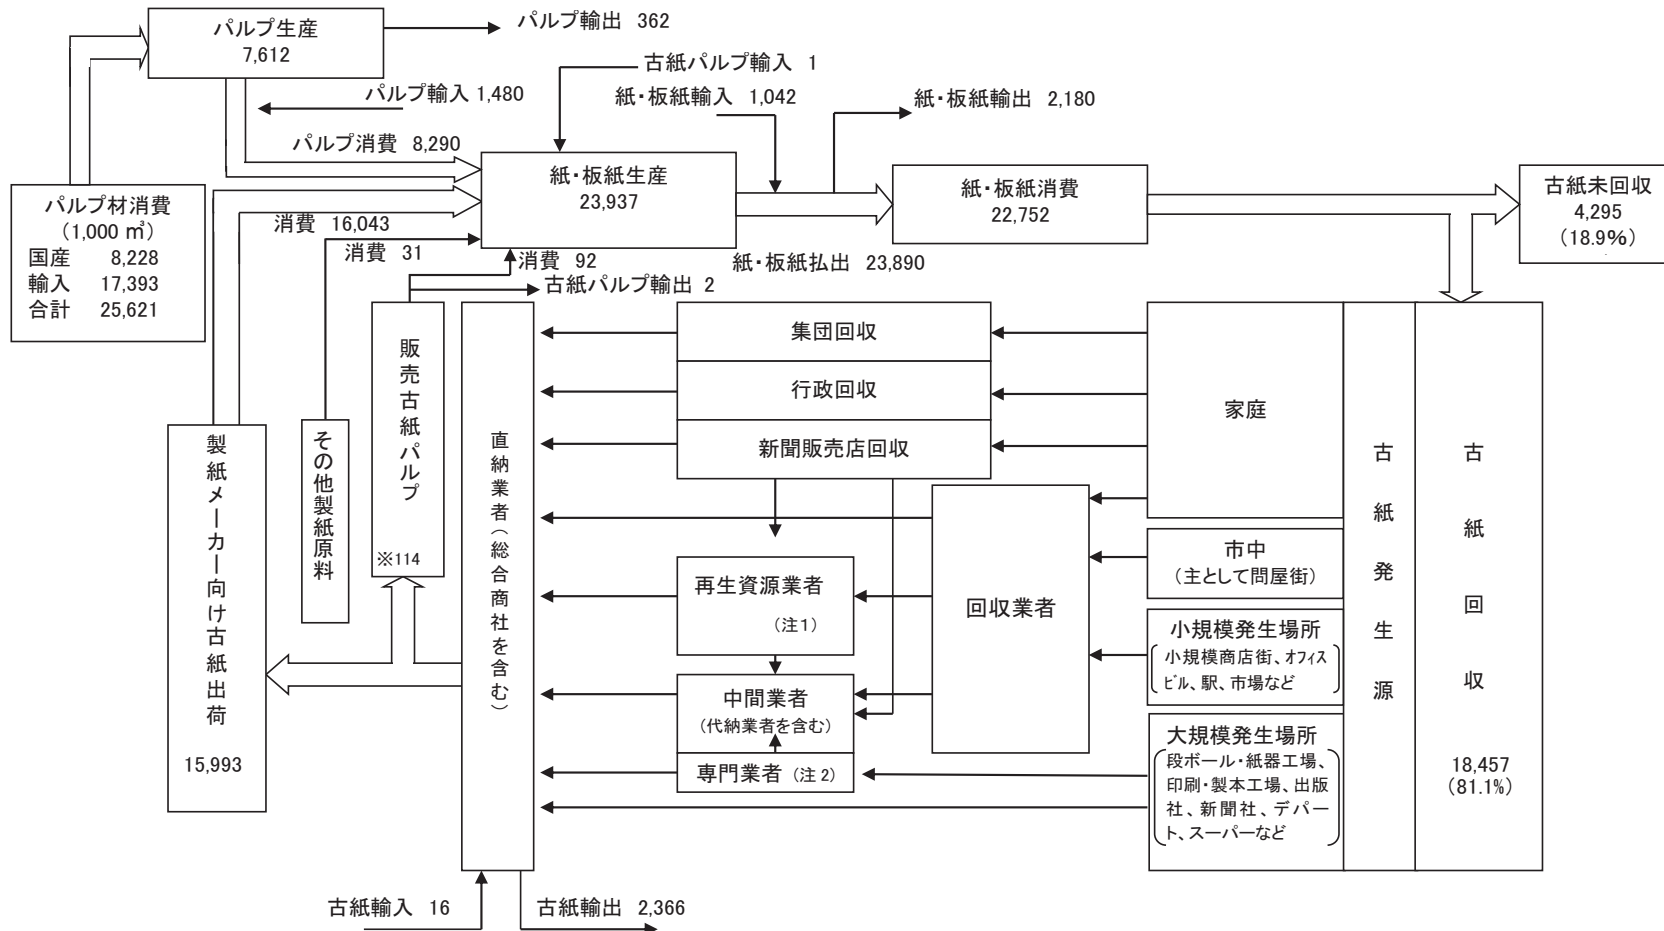 パルプ生産
7,612
パルプ輸出 362
古紙パルプ輸入 1
パルプ輸入 1,480
紙・板紙輸入 1,042
紙・板紙輸出 2,180
パルプ消費 8,290
パルプ材消費
(1,000 ㎥)
国産 8,228
輸入 17,393
合計 25,621
紙・板紙生産
23,937
紙・板紙消費
22,752
古紙未回収
4,295
(18.9%)
消費 16,043
消費 31
消費 92
紙・板紙払出 23,890
古紙パルプ輸出 2
販売古紙パルプ
※114
その他製紙原料
製紙メーカー向け古紙出荷
15,993
直納業者(総合商社を含む)
集団回収
行政回収
新聞販売店回収
再生資源業者
(注1)
中間業者
(代納業者を含む)
専門業者 (注2)
回収業者
家庭
市中
(主として問屋街)
小規模発生場所
小規模商店街、オフィス
ビル、駅、市場など
大規模発生場所
段ボール・紙器工場、
印刷・製本工場、出版
社、新聞社、デパー
ト、スーパーなど
古紙発生源
古紙回収
18,457
(81.1%)
古紙輸入 16
古紙輸出 2,366